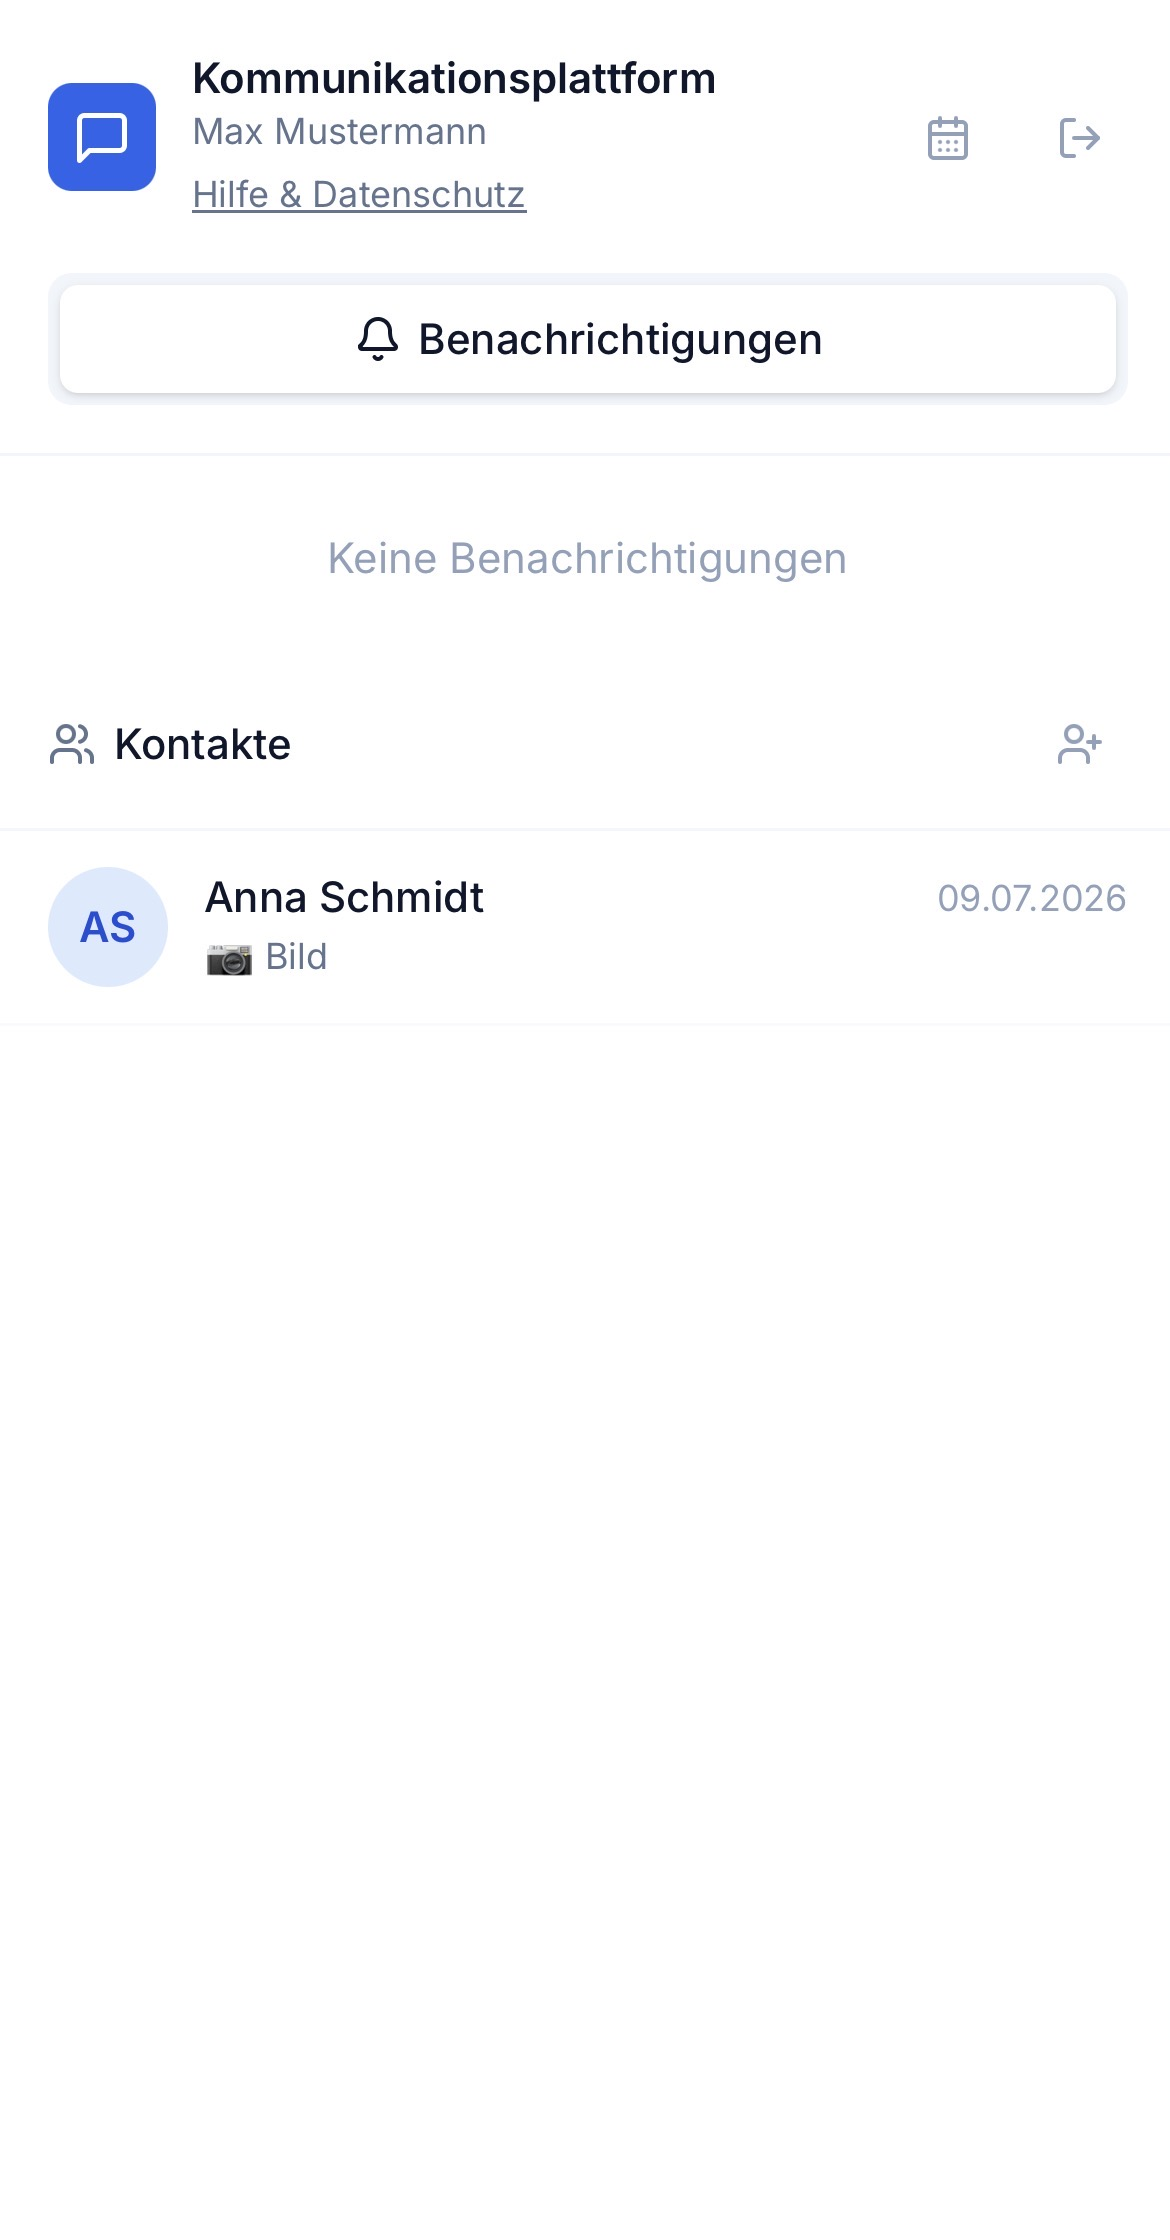 Kommunikationsplattform
Max Mustermann
Hilfe & Datenschutz
Benachrichtigungen
Keine Benachrichtigungen
Kontakte
AS
Anna Schmidt
09.07.2026
📷 Bild